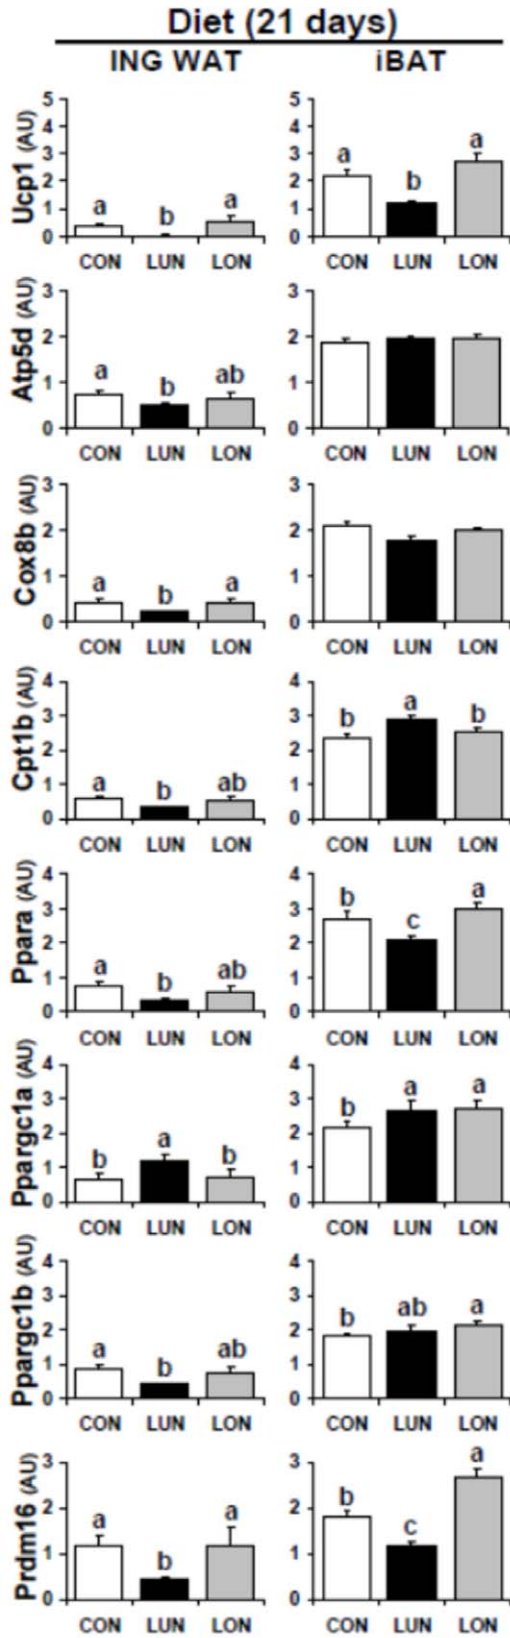 Diet (21 days)
ING WAT iBAT
Ucp1 (AU)
5 4 3 2 1 0
a b a
CON LUN LON
5 4 3 2 1 0
a b a
CON LUN LON
Atp5d (AU)
3 2 1 0
a b ab
CON LUN LON
3 2 1 0
CON LUN LON
Cox8b (AU)
3 2 1 0
a b a
CON LUN LON
3 2 1 0
CON LUN LON
Cpt1b (AU)
4 3 2 1 0
a b ab
CON LUN LON
4 3 2 1 0
b a b
CON LUN LON
Ppara (AU)
4 3 2 1 0
a b ab
CON LUN LON
4 3 2 1 0
b c a
CON LUN LON
Ppargc1a (AU)
4 3 2 1 0
b a b
CON LUN LON
4 3 2 1 0
b a a
CON LUN LON
Ppargc1b (AU)
4 3 2 1 0
a b ab
CON LUN LON
4 3 2 1 0
b ab a
CON LUN LON
Prdm16 (AU)
3 2 1 0
a b a
CON LUN LON
3 2 1 0
b c a
CON LUN LON